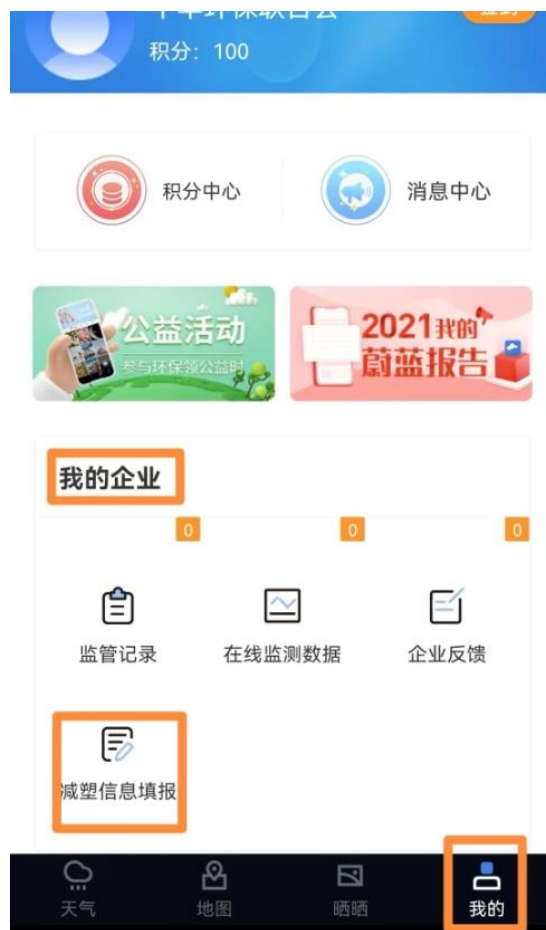 积分：100
积分中心
消息中心
公益活动
参与环保领公益时
2021我的
蔚蓝报告
我的企业
0
0
0
监管记录
在线监测数据
企业反馈
减塑信息填报
天气
地图
晒晒
我的